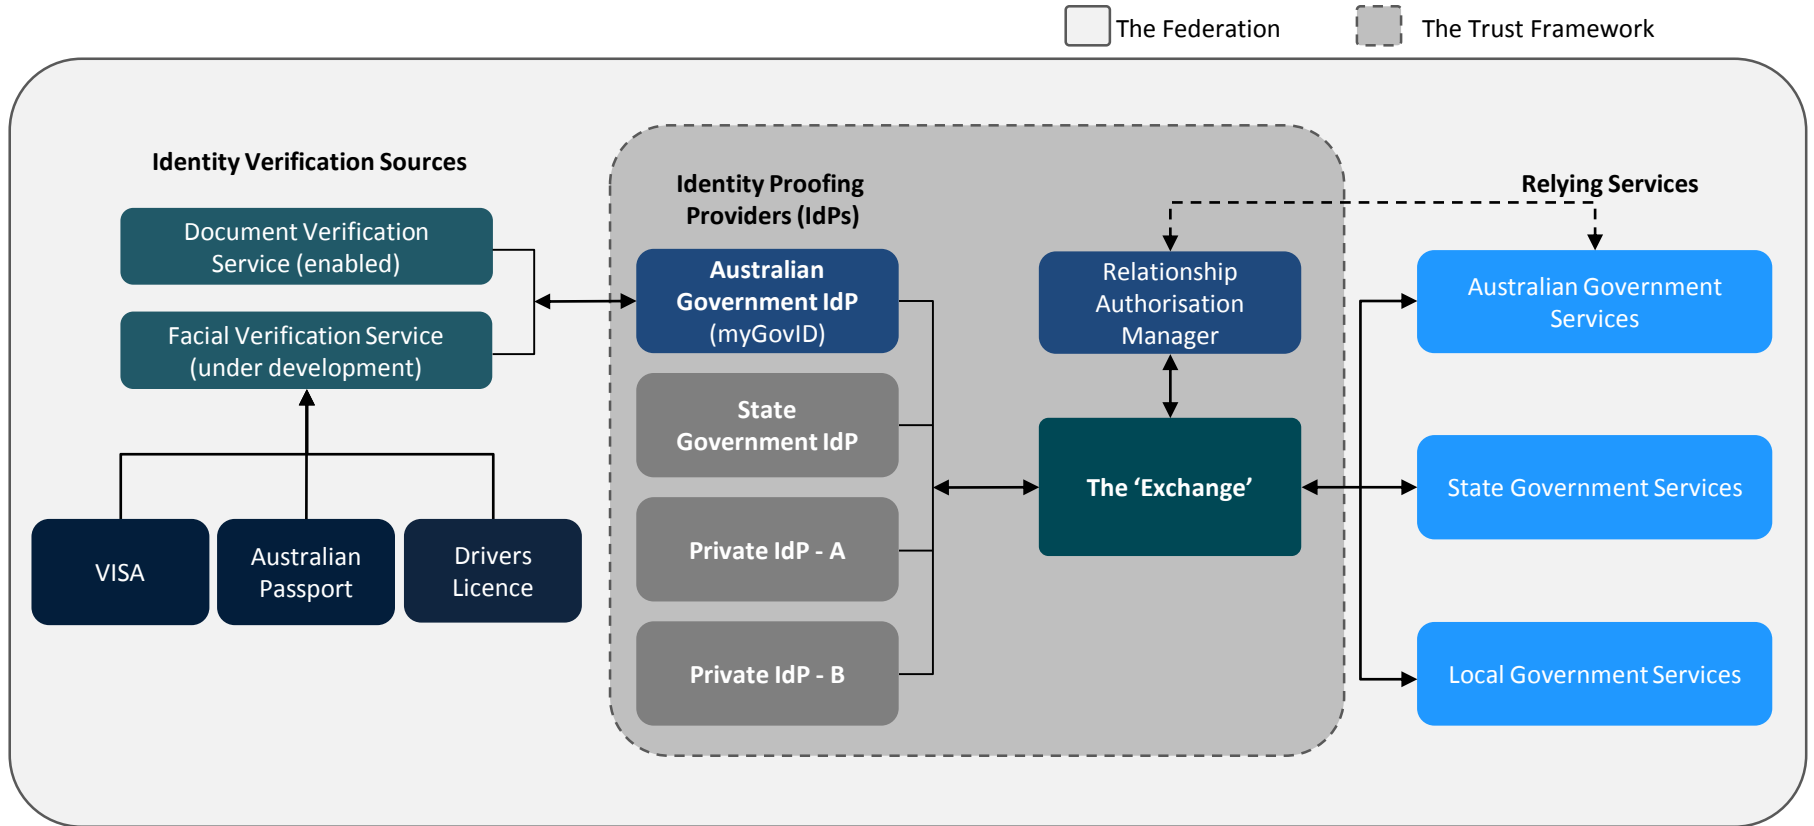 The Federation
The Trust Framework
Identity Verification Sources
Document Verification
Service (enabled)
Facial Verification Service
(under development)
VISA
Australian
Passport
Drivers
Licence
Identity Proofing
Providers (IdPs)
Australian
Government IdP
(myGovID)
State
Government IdP
Private IdP - A
Private IdP - B
Relationship
Authorisation
Manager
The ‘Exchange’
Relying Services
Australian Government
Services
State Government Services
Local Government Services